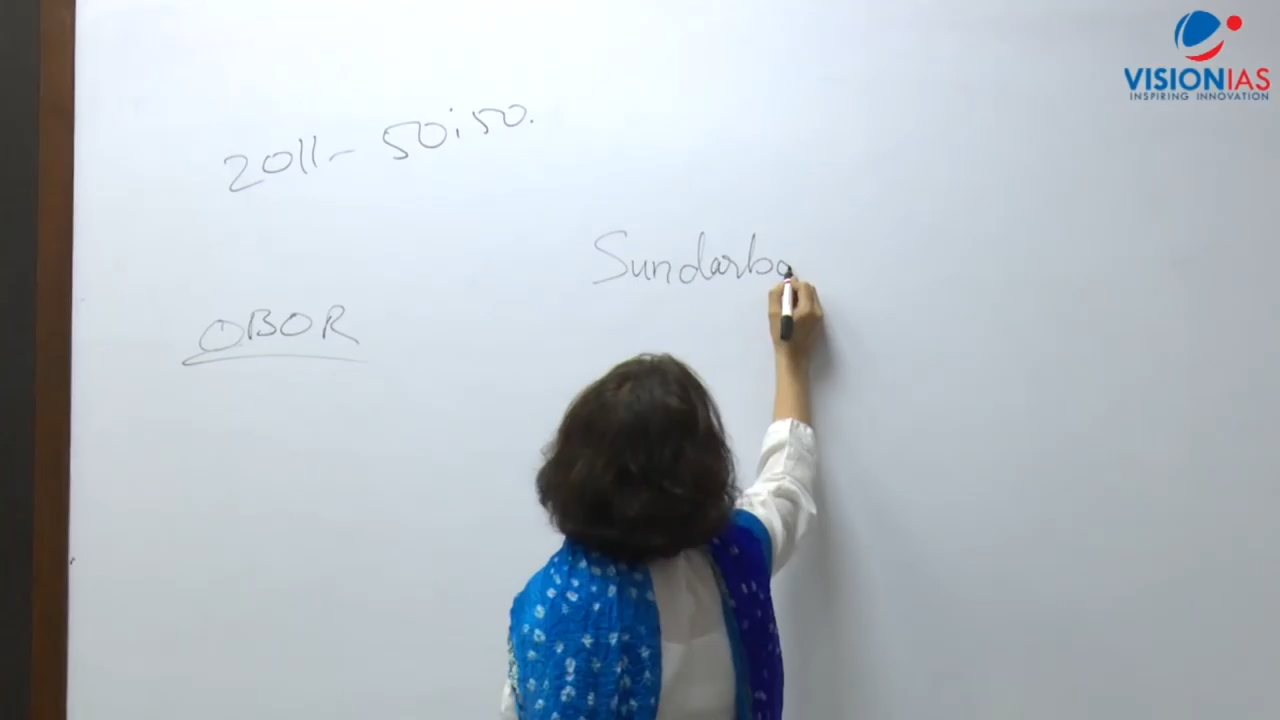 VISIONIAS
INSPIRING INNOVATION
2011- 50:50.
Sundarba
OBOR